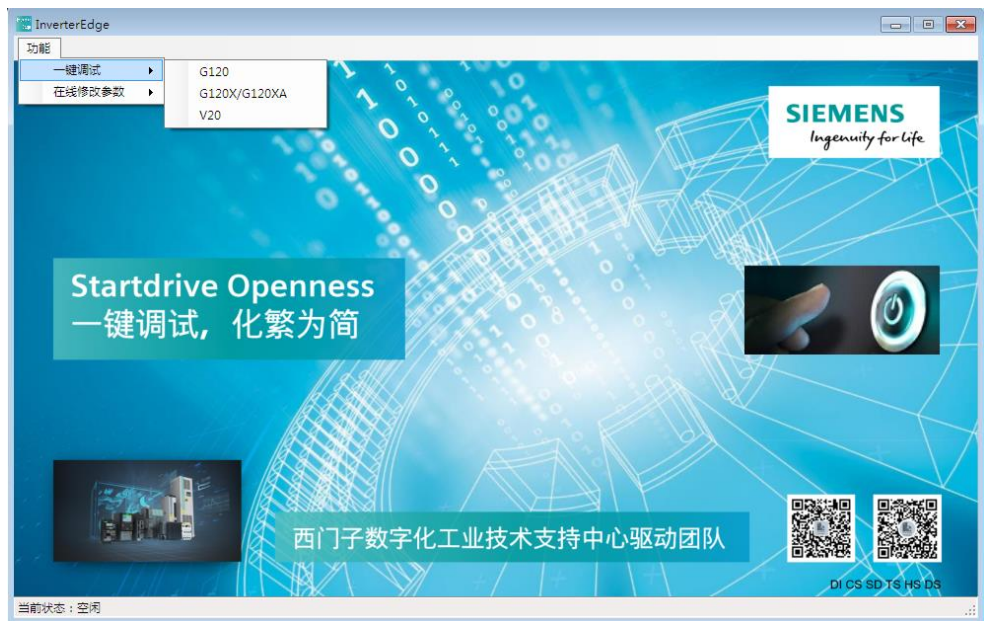 InverterEdge
功能
一键调试
G120
在线修改参数
G120X/G120XA
V20
SIEMENS
Ingenuity for life
Startdrive Openness
一键调试，化繁为简
西门子数字化工业技术支持中心驱动团队
DI CS SD TS HS DS
当前状态：空闲